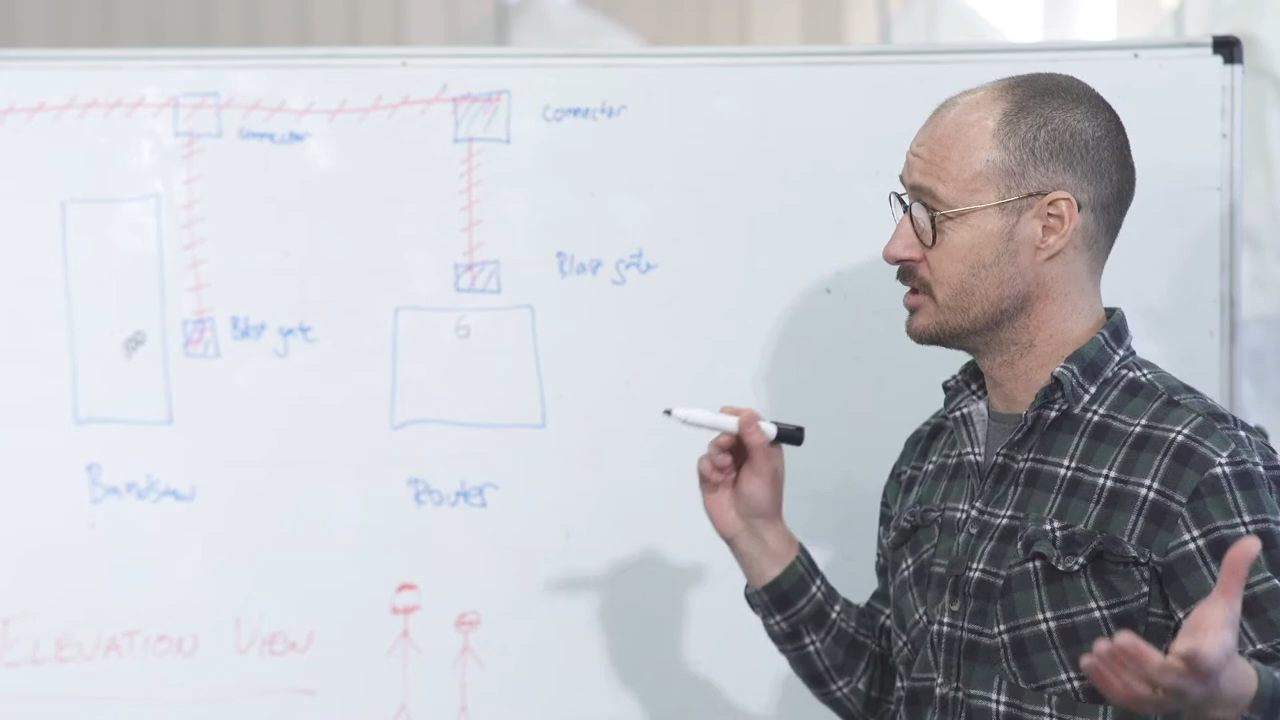 connector
connector
Blast gate
Blast gate
6
Bandsaw
Router
ELEVATION VIEW